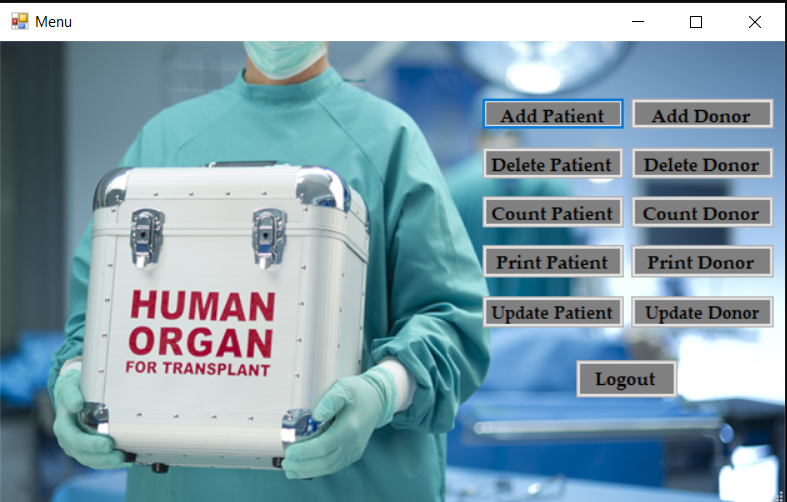 Menu
Add Patient
Add Donor
Delete Patient
Delete Donor
Count Patient
Count Donor
Print Patient
Print Donor
Update Patient
Update Donor
Logout
HUMAN
ORGAN
FOR TRANSPLANT